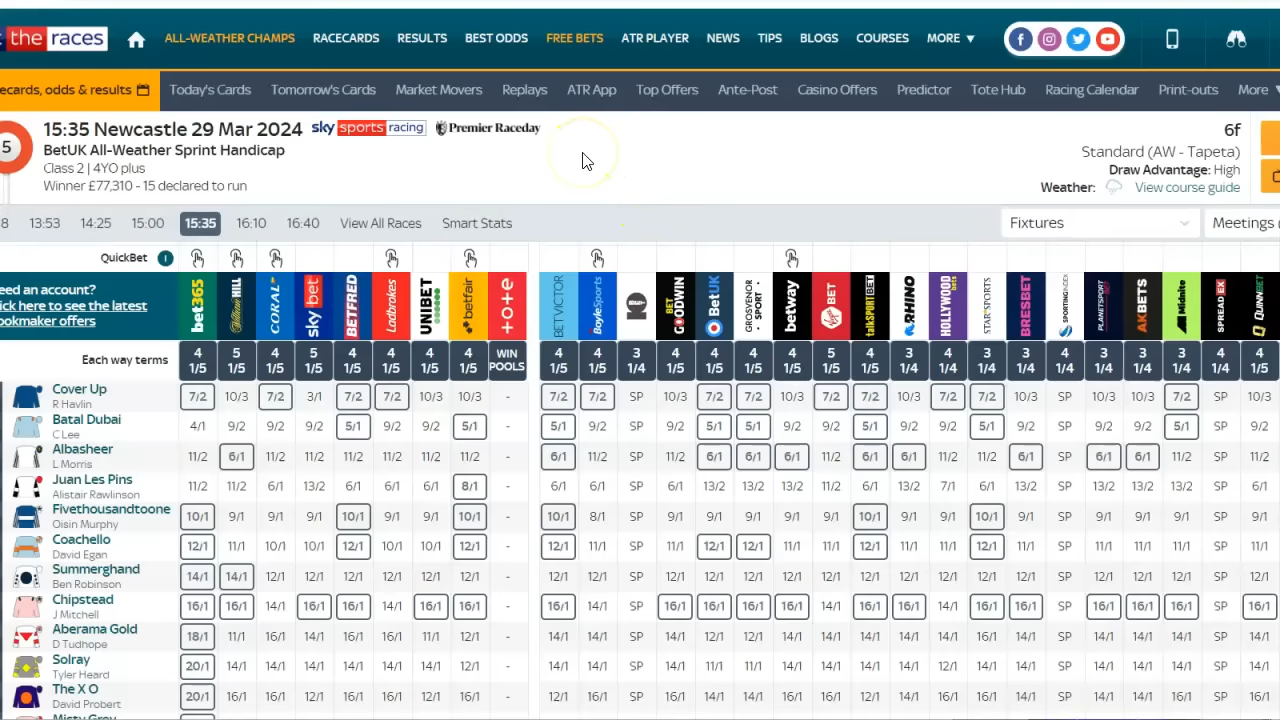 the races
ALL-WEATHER CHAMPS RACECARDS RESULTS BEST ODDS FREE BETS ATR PLAYER NEWS TIPS BLOGS COURSES MORE
ecards, odds & results Today's Cards Tomorrow's Cards Market Movers Replays ATR App Top Offers Ante-Post Casino Offers Predictor Tote Hub Racing Calendar Print-outs More
5 15:35 Newcastle 29 Mar 2024 sky sports racing Premier Raceday 6f
BetUK All-Weather Sprint Handicap Standard (AW - Tapeta)
Class 2 | 4YO plus Draw Advantage: High
Winner £77,310 - 15 declared to run Weather: View course guide
8 13:53 14:25 15:00 15:35 16:10 16:40 View All Races Smart Stats Fixtures Meetings
QuickBet
eed an account?
ick here to see the latest
ookmaker offers
bet365 William HILL CORAL sky bet BETFRED Ladbrokes UNIBET betfair tote BETVICTOR BoyleSports BET GOODWIN BetUK GROSVENOR SPORT betway BET talkSPORT BET RHINO HOLLYWOOD bets STAR SPORTS BRESBET SPORTING INDEX PLANETSPORT AKBETS Midnite SPREADEX QUINNBET
Each way terms 4 5 4 5 4 4 4 4 WIN 4 4 3 4 4 4 4 5 4 3 4 3 3 4 3 3 3 4 4
1/5 1/5 1/5 1/5 1/5 1/5 1/5 1/5 POOLS 1/5 1/5 1/4 1/5 1/5 1/5 1/5 1/5 1/5 1/4 1/5 1/4 1/4 1/4 1/4 1/4 1/4 1/4 1/5
Cover Up 7/2 10/3 7/2 3/1 7/2 7/2 10/3 10/3 - 7/2 7/2 SP 10/3 7/2 7/2 10/3 7/2 7/2 10/3 7/2 7/2 10/3 SP 10/3 10/3 7/2 SP 10/3
R Havlin
Batal Dubai 4/1 9/2 9/2 9/2 5/1 9/2 9/2 5/1 - 5/1 9/2 SP 9/2 5/1 5/1 9/2 9/2 5/1 9/2 9/2 5/1 9/2 SP 9/2 9/2 5/1 SP 9/2
C Lee
Albasheer 11/2 6/1 11/2 11/2 11/2 11/2 11/2 11/2 - 6/1 11/2 SP 11/2 6/1 6/1 6/1 11/2 6/1 6/1 11/2 11/2 6/1 SP 6/1 6/1 11/2 SP 11/2
L Morris
Juan Les Pins 11/2 11/2 6/1 13/2 6/1 6/1 6/1 8/1 - 6/1 6/1 SP 6/1 13/2 13/2 13/2 11/2 6/1 13/2 7/1 6/1 13/2 SP 13/2 13/2 13/2 SP 6/1
Alistair Rawlinson
Fivethousandtoone 10/1 9/1 9/1 9/1 10/1 9/1 9/1 10/1 - 10/1 8/1 SP 9/1 9/1 9/1 9/1 9/1 10/1 9/1 9/1 10/1 9/1 SP 9/1 9/1 9/1 SP 9/1
Oisin Murphy
Coachello 12/1 11/1 10/1 10/1 12/1 10/1 10/1 12/1 - 12/1 11/1 SP 11/1 12/1 12/1 11/1 11/1 12/1 11/1 11/1 12/1 11/1 SP 11/1 11/1 11/1 SP 11/1
David Egan
Summerghand 14/1 14/1 12/1 12/1 12/1 12/1 12/1 12/1 - 12/1 12/1 SP 12/1 12/1 12/1 12/1 12/1 12/1 12/1 12/1 12/1 12/1 SP 12/1 12/1 12/1 SP 12/1
Ben Robinson
Chipstead 16/1 16/1 14/1 16/1 16/1 14/1 16/1 16/1 - 16/1 14/1 SP 16/1 16/1 16/1 16/1 14/1 16/1 16/1 14/1 16/1 16/1 SP 16/1 16/1 16/1 SP 16/1
J Mitchell
Aberama Gold 18/1 11/1 16/1 14/1 16/1 16/1 11/1 12/1 - 14/1 14/1 SP 14/1 12/1 12/1 14/1 14/1 16/1 14/1 14/1 16/1 14/1 SP 14/1 14/1 14/1 SP 14/1
D Tudhope
Solray 20/1 14/1 14/1 14/1 14/1 14/1 14/1 12/1 - 14/1 14/1 SP 14/1 11/1 11/1 14/1 14/1 14/1 14/1 12/1 14/1 14/1 SP 14/1 14/1 14/1 SP 14/1
Tyler Heard
The X O 20/1 16/1 16/1 12/1 16/1 16/1 12/1 16/1 - 12/1 16/1 SP 16/1 14/1 14/1 16/1 12/1 14/1 16/1 14/1 16/1 16/1 SP 14/1 14/1 16/1 SP 16/1
David Probert
Misty Grey